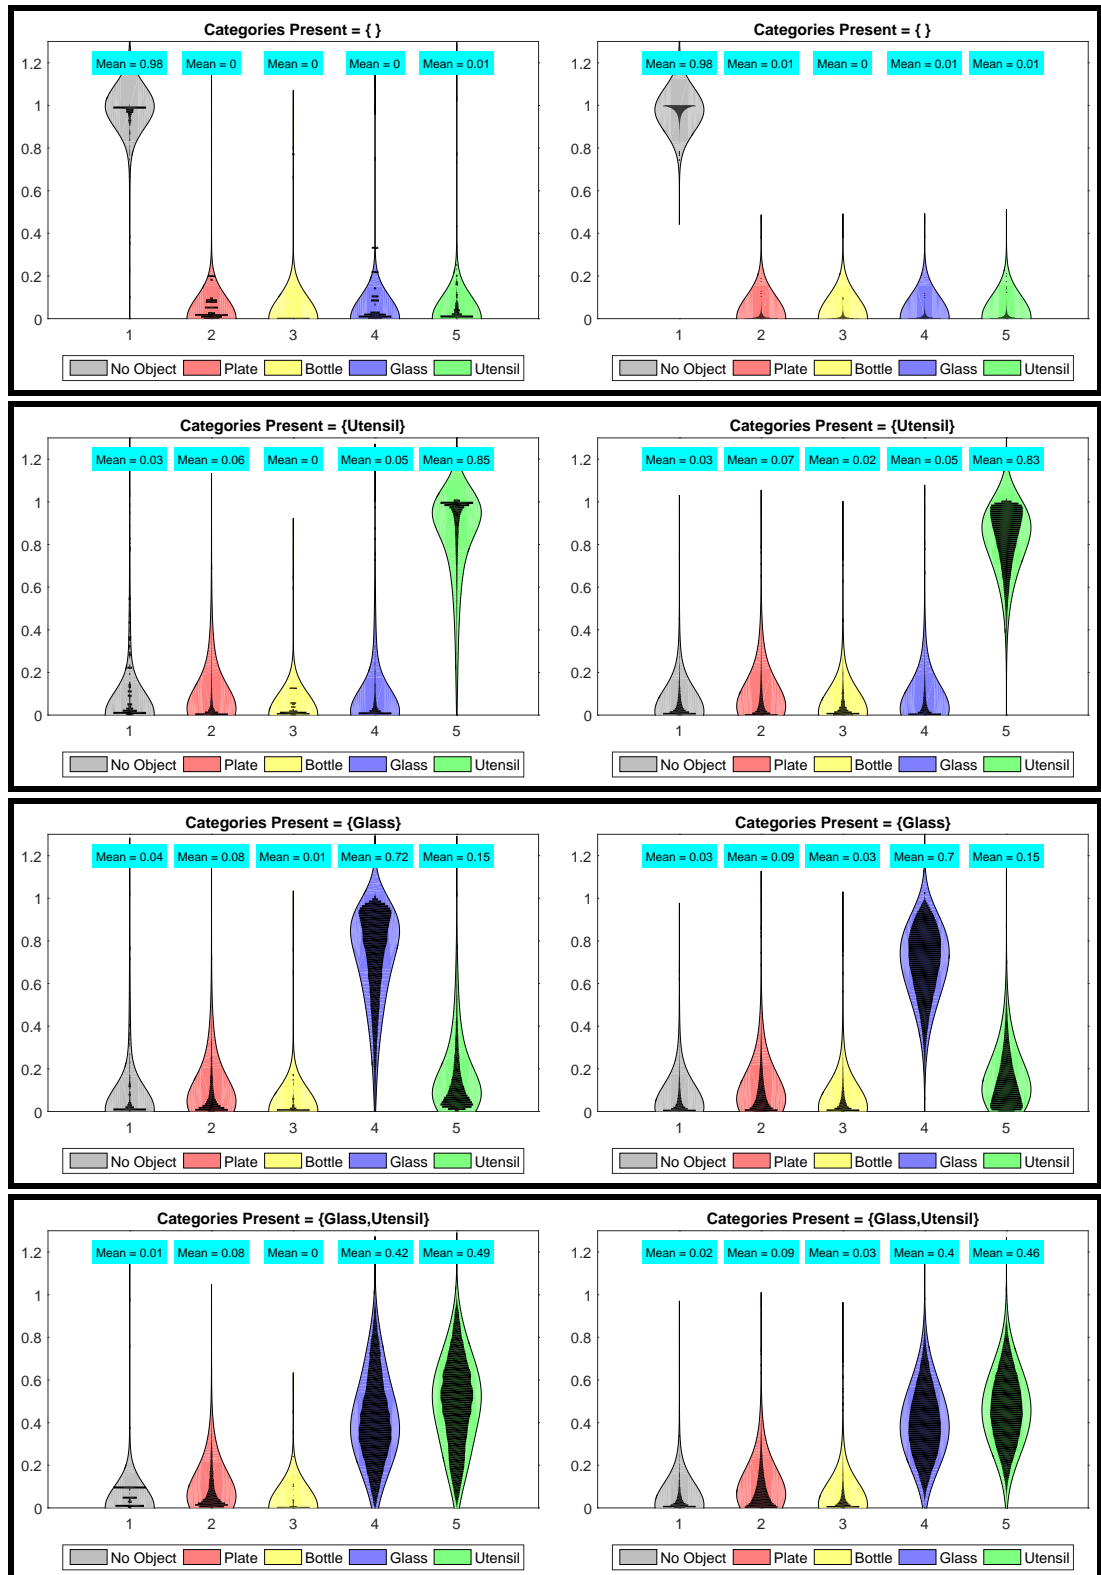 Categories Present = { }
Mean = 0.98 Mean = 0 Mean = 0 Mean = 0 Mean = 0.01
1.2
1
0.8
0.6
0.4
0.2
0
1 2 3 4 5
No Object Plate Bottle Glass Utensil
Categories Present = { }
Mean = 0.98 Mean = 0.01 Mean = 0 Mean = 0.01 Mean = 0.01
1.2
1
0.8
0.6
0.4
0.2
0
1 2 3 4 5
No Object Plate Bottle Glass Utensil
Categories Present = {Utensil}
Mean = 0.03 Mean = 0.06 Mean = 0 Mean = 0.05 Mean = 0.85
1.2
1
0.8
0.6
0.4
0.2
0
1 2 3 4 5
No Object Plate Bottle Glass Utensil
Categories Present = {Utensil}
Mean = 0.03 Mean = 0.07 Mean = 0.02 Mean = 0.05 Mean = 0.83
1.2
1
0.8
0.6
0.4
0.2
0
1 2 3 4 5
No Object Plate Bottle Glass Utensil
Categories Present = {Glass}
Mean = 0.04 Mean = 0.08 Mean = 0.01 Mean = 0.72 Mean = 0.15
1.2
1
0.8
0.6
0.4
0.2
0
1 2 3 4 5
No Object Plate Bottle Glass Utensil
Categories Present = {Glass}
Mean = 0.03 Mean = 0.09 Mean = 0.03 Mean = 0.7 Mean = 0.15
1.2
1
0.8
0.6
0.4
0.2
0
1 2 3 4 5
No Object Plate Bottle Glass Utensil
Categories Present = {Glass,Utensil}
Mean = 0.01 Mean = 0.08 Mean = 0 Mean = 0.42 Mean = 0.49
1.2
1
0.8
0.6
0.4
0.2
0
1 2 3 4 5
No Object Plate Bottle Glass Utensil
Categories Present = {Glass,Utensil}
Mean = 0.02 Mean = 0.09 Mean = 0.03 Mean = 0.4 Mean = 0.46
1.2
1
0.8
0.6
0.4
0.2
0
1 2 3 4 5
No Object Plate Bottle Glass Utensil